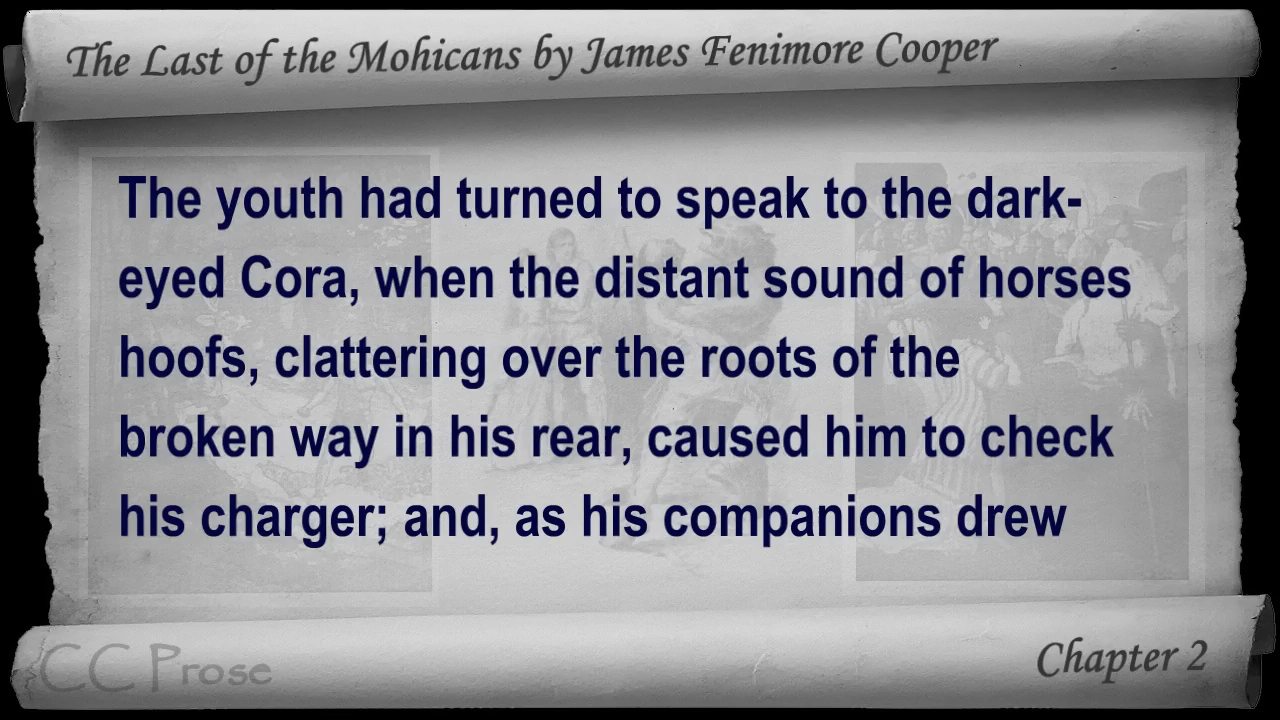 The Last of the Mohicans by James Fenimore Cooper
The youth had turned to speak to the dark-
eyed Cora, when the distant sound of horses
hoofs, clattering over the roots of the
broken way in his rear, caused him to check
his charger; and, as his companions drew
CC Prose
Chapter 2